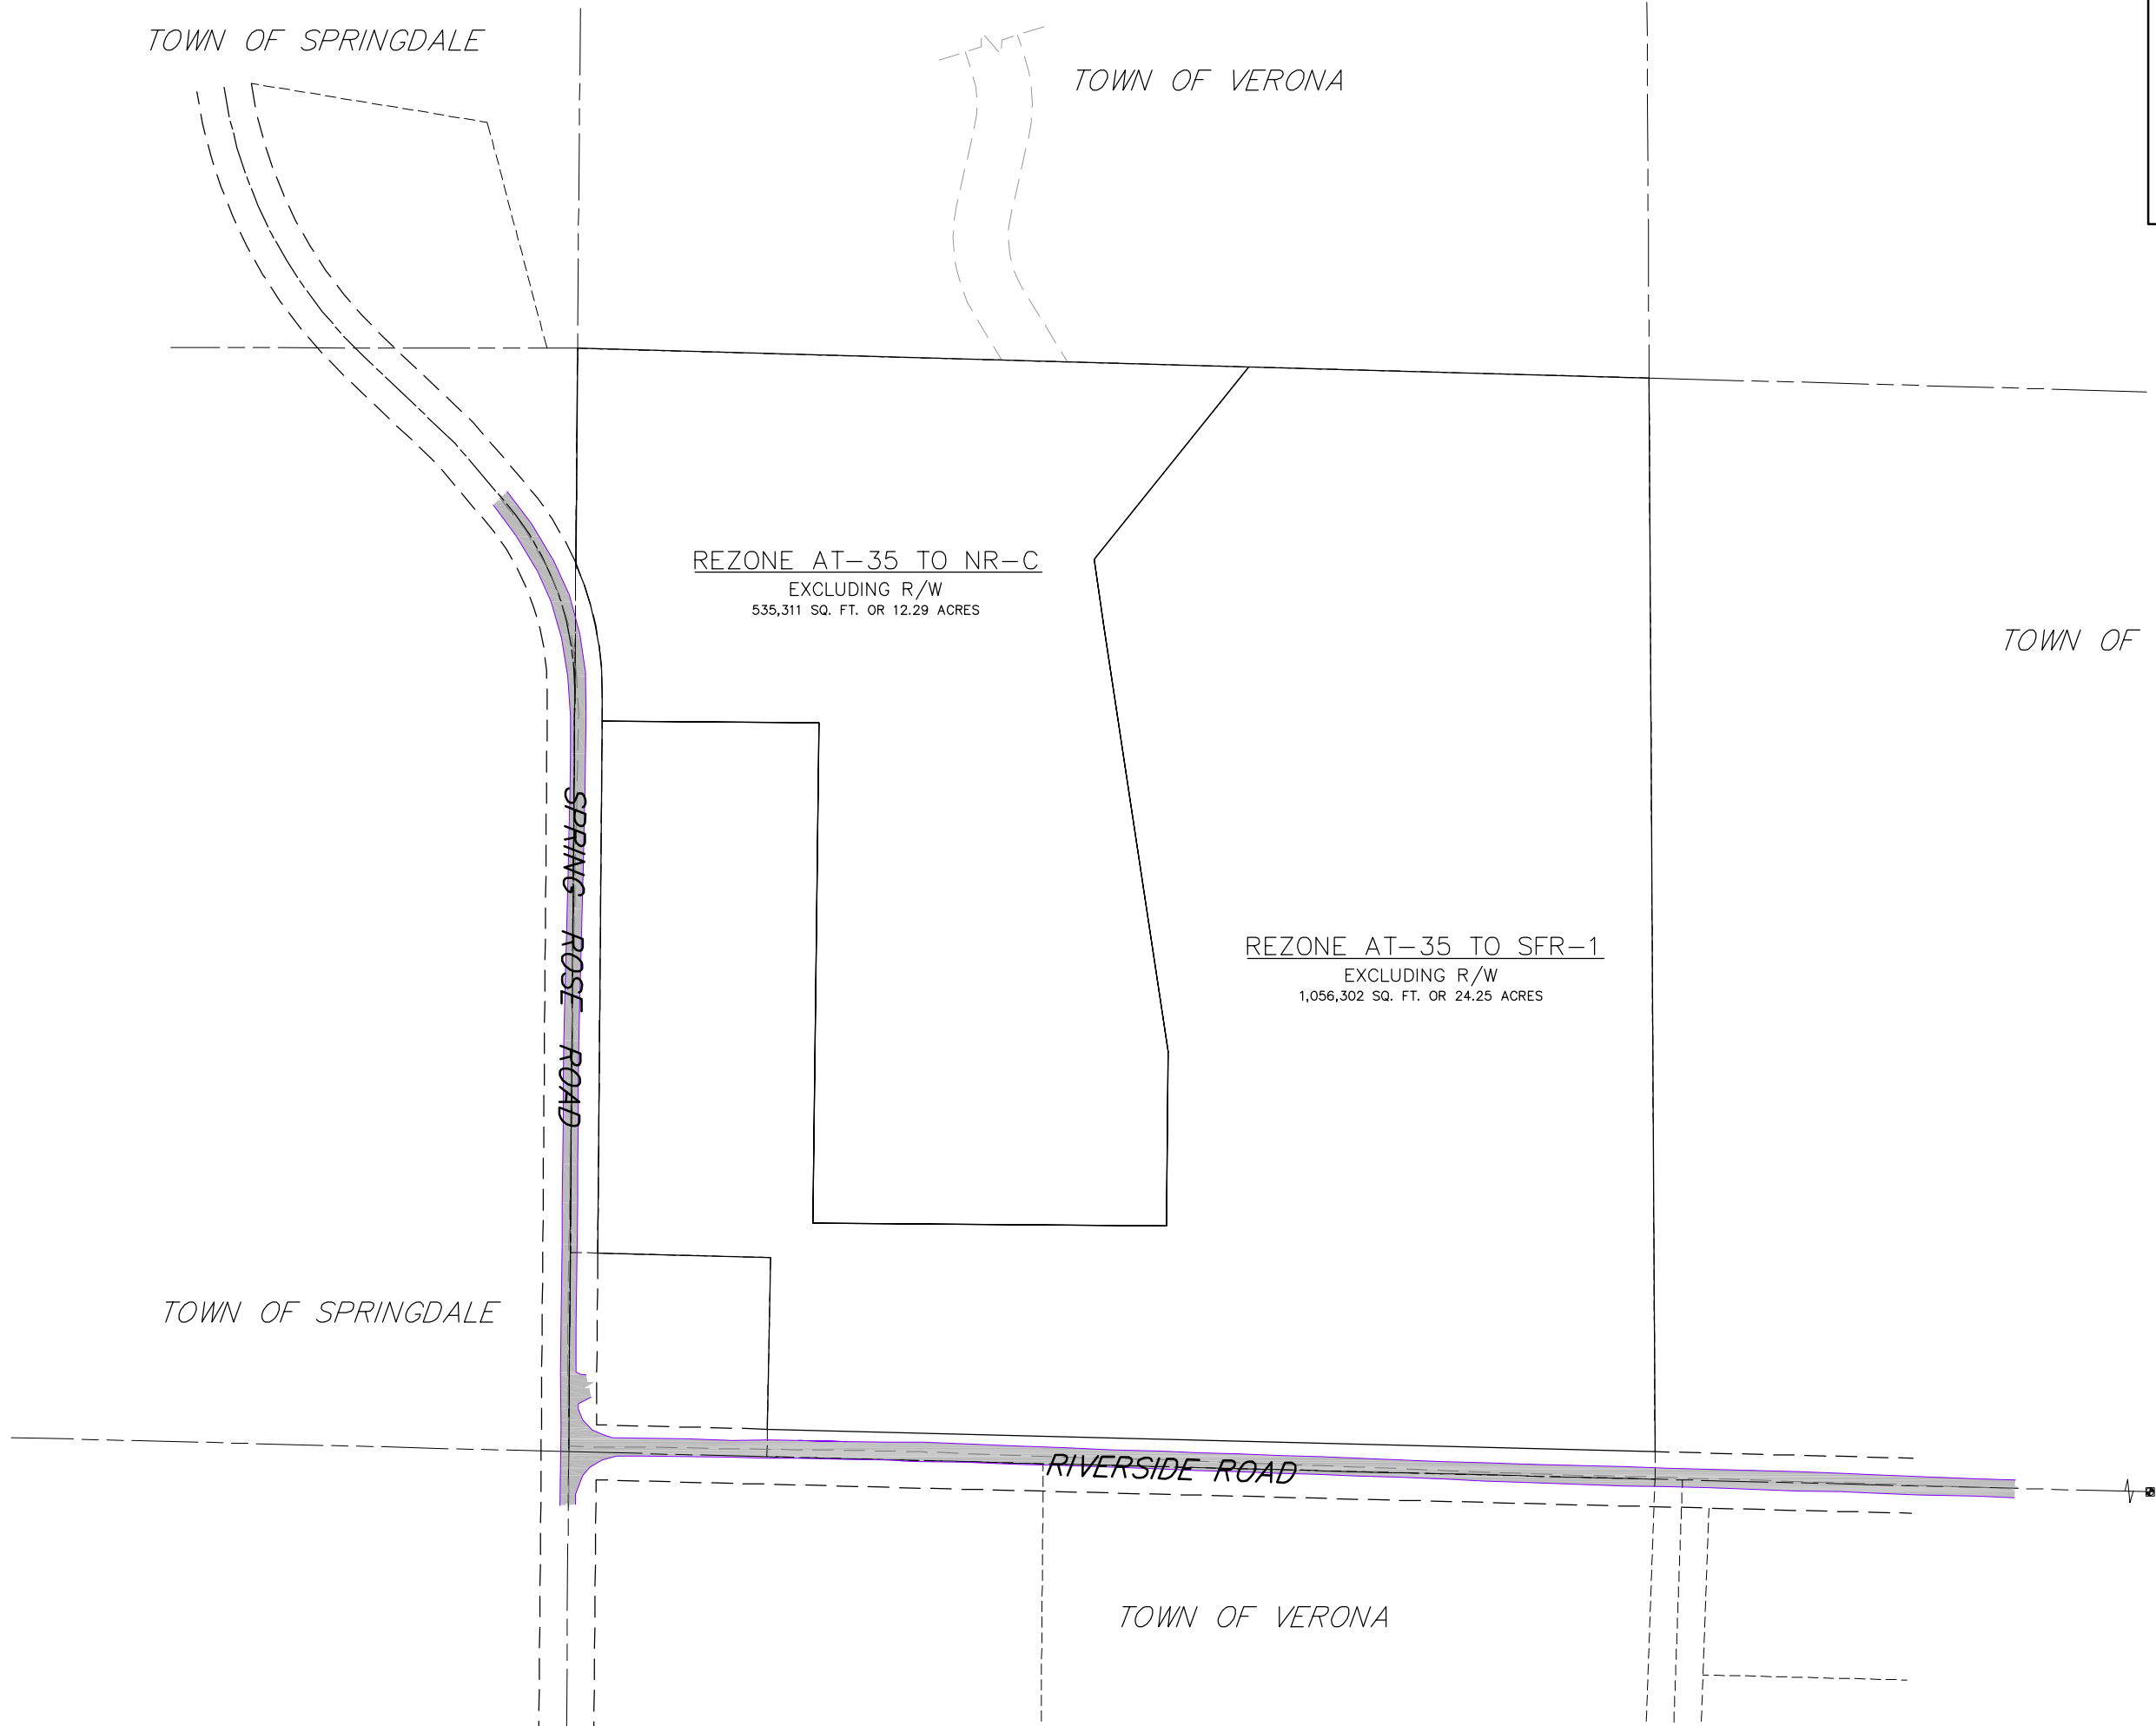 TOWN OF SPRINGDALE
TOWN OF VERONA
REZONE AT-35 TO NR-C
EXCLUDING R/W
535,311 SQ. FT. OR 12.29 ACRES
TOWN OF
SPRING ROSE ROAD
REZONE AT-35 TO SFR-1
EXCLUDING R/W
1,056,302 SQ. FT. OR 24.25 ACRES
TOWN OF SPRINGDALE
RIVERSIDE ROAD
TOWN OF VERONA